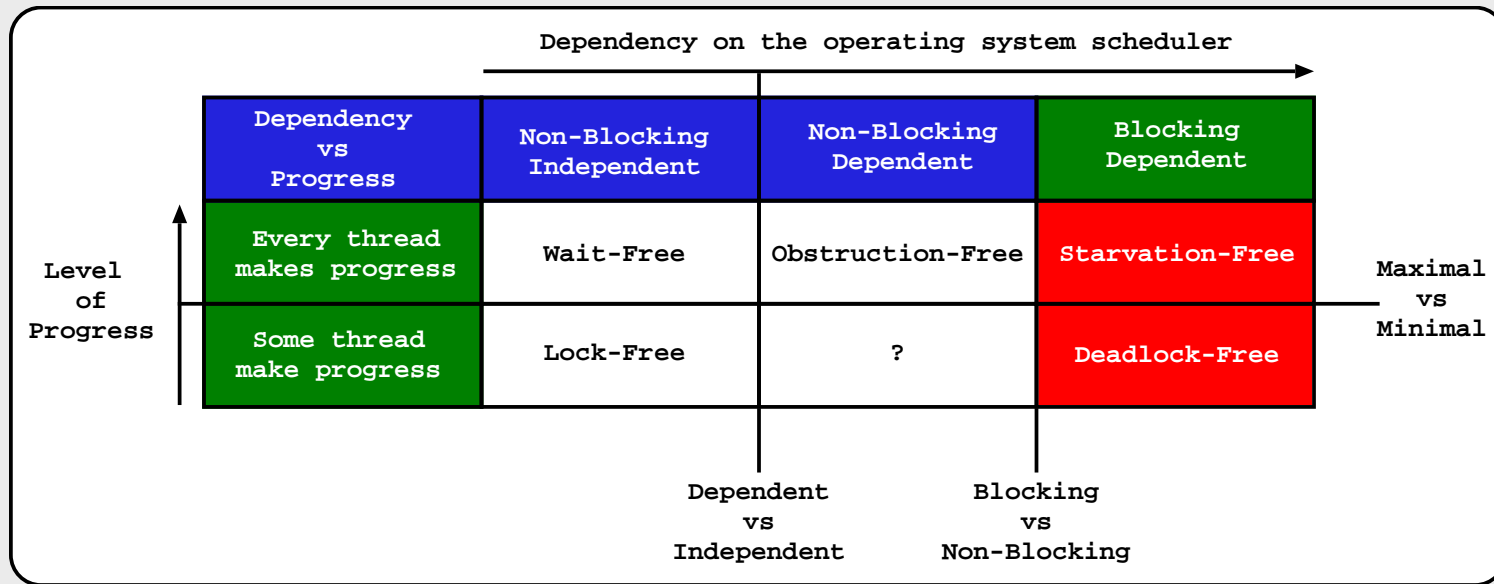 Dependency on the operating system scheduler
Dependency
vs
Progress
Non-Blocking
Independent
Non-Blocking
Dependent
Blocking
Dependent
Level
of
Progress
Every thread
makes progress
Wait-Free
Obstruction-Free
Starvation-Free
Maximal
vs
Minimal
Some thread
make progress
Lock-Free
?
Deadlock-Free
Dependent
vs
Independent
Blocking
vs
Non-Blocking